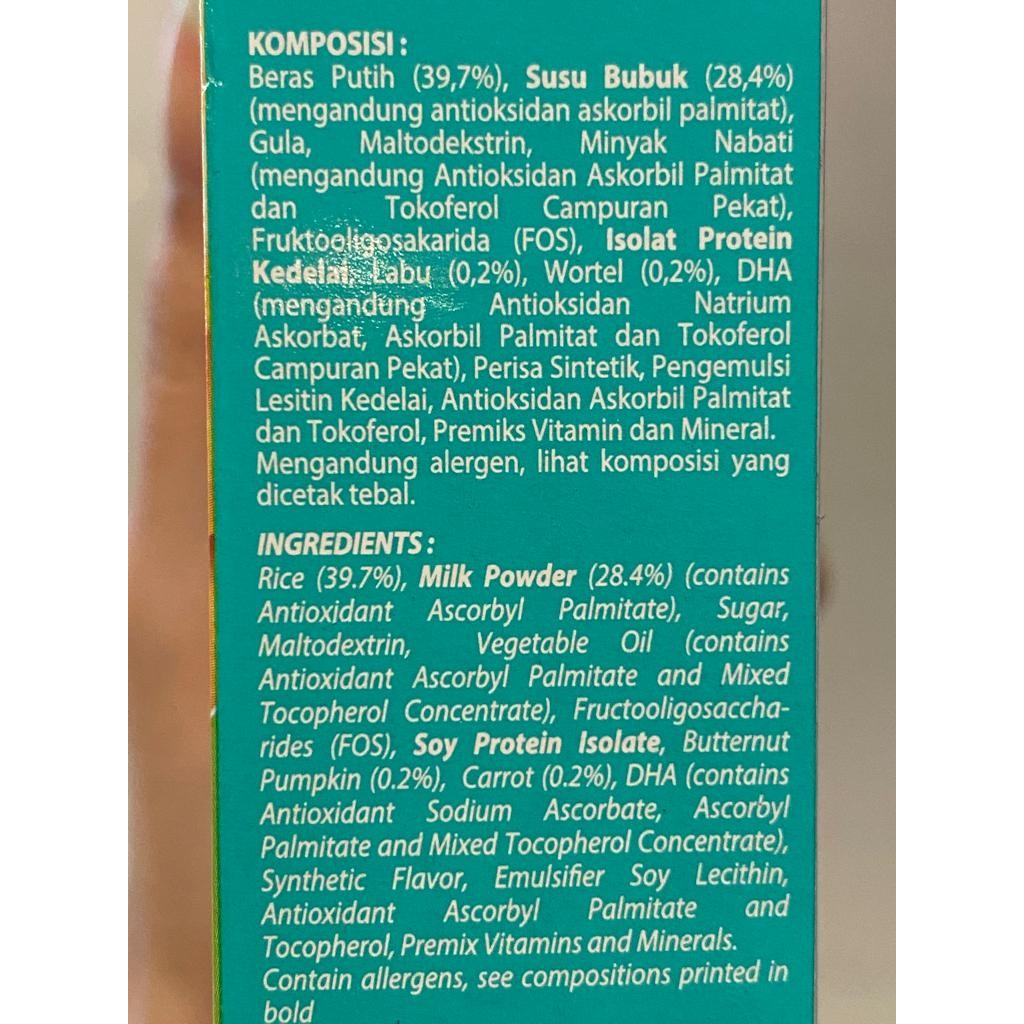 KOMPOSISI :
Beras Putih (39,7%), Susu Bubuk (28,4%)
(mengandung antioksidan askorbil palmitat),
Gula, Maltodekstrin, Minyak Nabati
(mengandung Antioksidan Askorbil Palmitat
dan Tokoferol Campuran Pekat),
Fruktooligosakarida (FOS), Isolat Protein
Kedelai, Labu (0,2%), Wortel (0,2%), DHA
(mengandung Antioksidan Natrium
Askorbat, Askorbil Palmitat dan Tokoferol
Campuran Pekat), Perisa Sintetik, Pengemulsi
Lesitin Kedelai, Antioksidan Askorbil Palmitat
dan Tokoferol, Premiks Vitamin dan Mineral.
Mengandung alergen, lihat komposisi yang
dicetak tebal.
INGREDIENTS :
Rice (39.7%), Milk Powder (28.4%) (contains
Antioxidant Ascorbyl Palmitate), Sugar,
Maltodextrin, Vegetable Oil (contains
Antioxidant Ascorbyl Palmitate and Mixed
Tocopherol Concentrate), Fructooligosaccha-
rides (FOS), Soy Protein Isolate, Butternut
Pumpkin (0.2%), Carrot (0.2%), DHA (contains
Antioxidant Sodium Ascorbate, Ascorbyl
Palmitate and Mixed Tocopherol Concentrate),
Synthetic Flavor, Emulsifier Soy Lecithin,
Antioxidant Ascorbyl Palmitate and
Tocopherol, Premix Vitamins and Minerals.
Contain allergens, see compositions printed in
bold